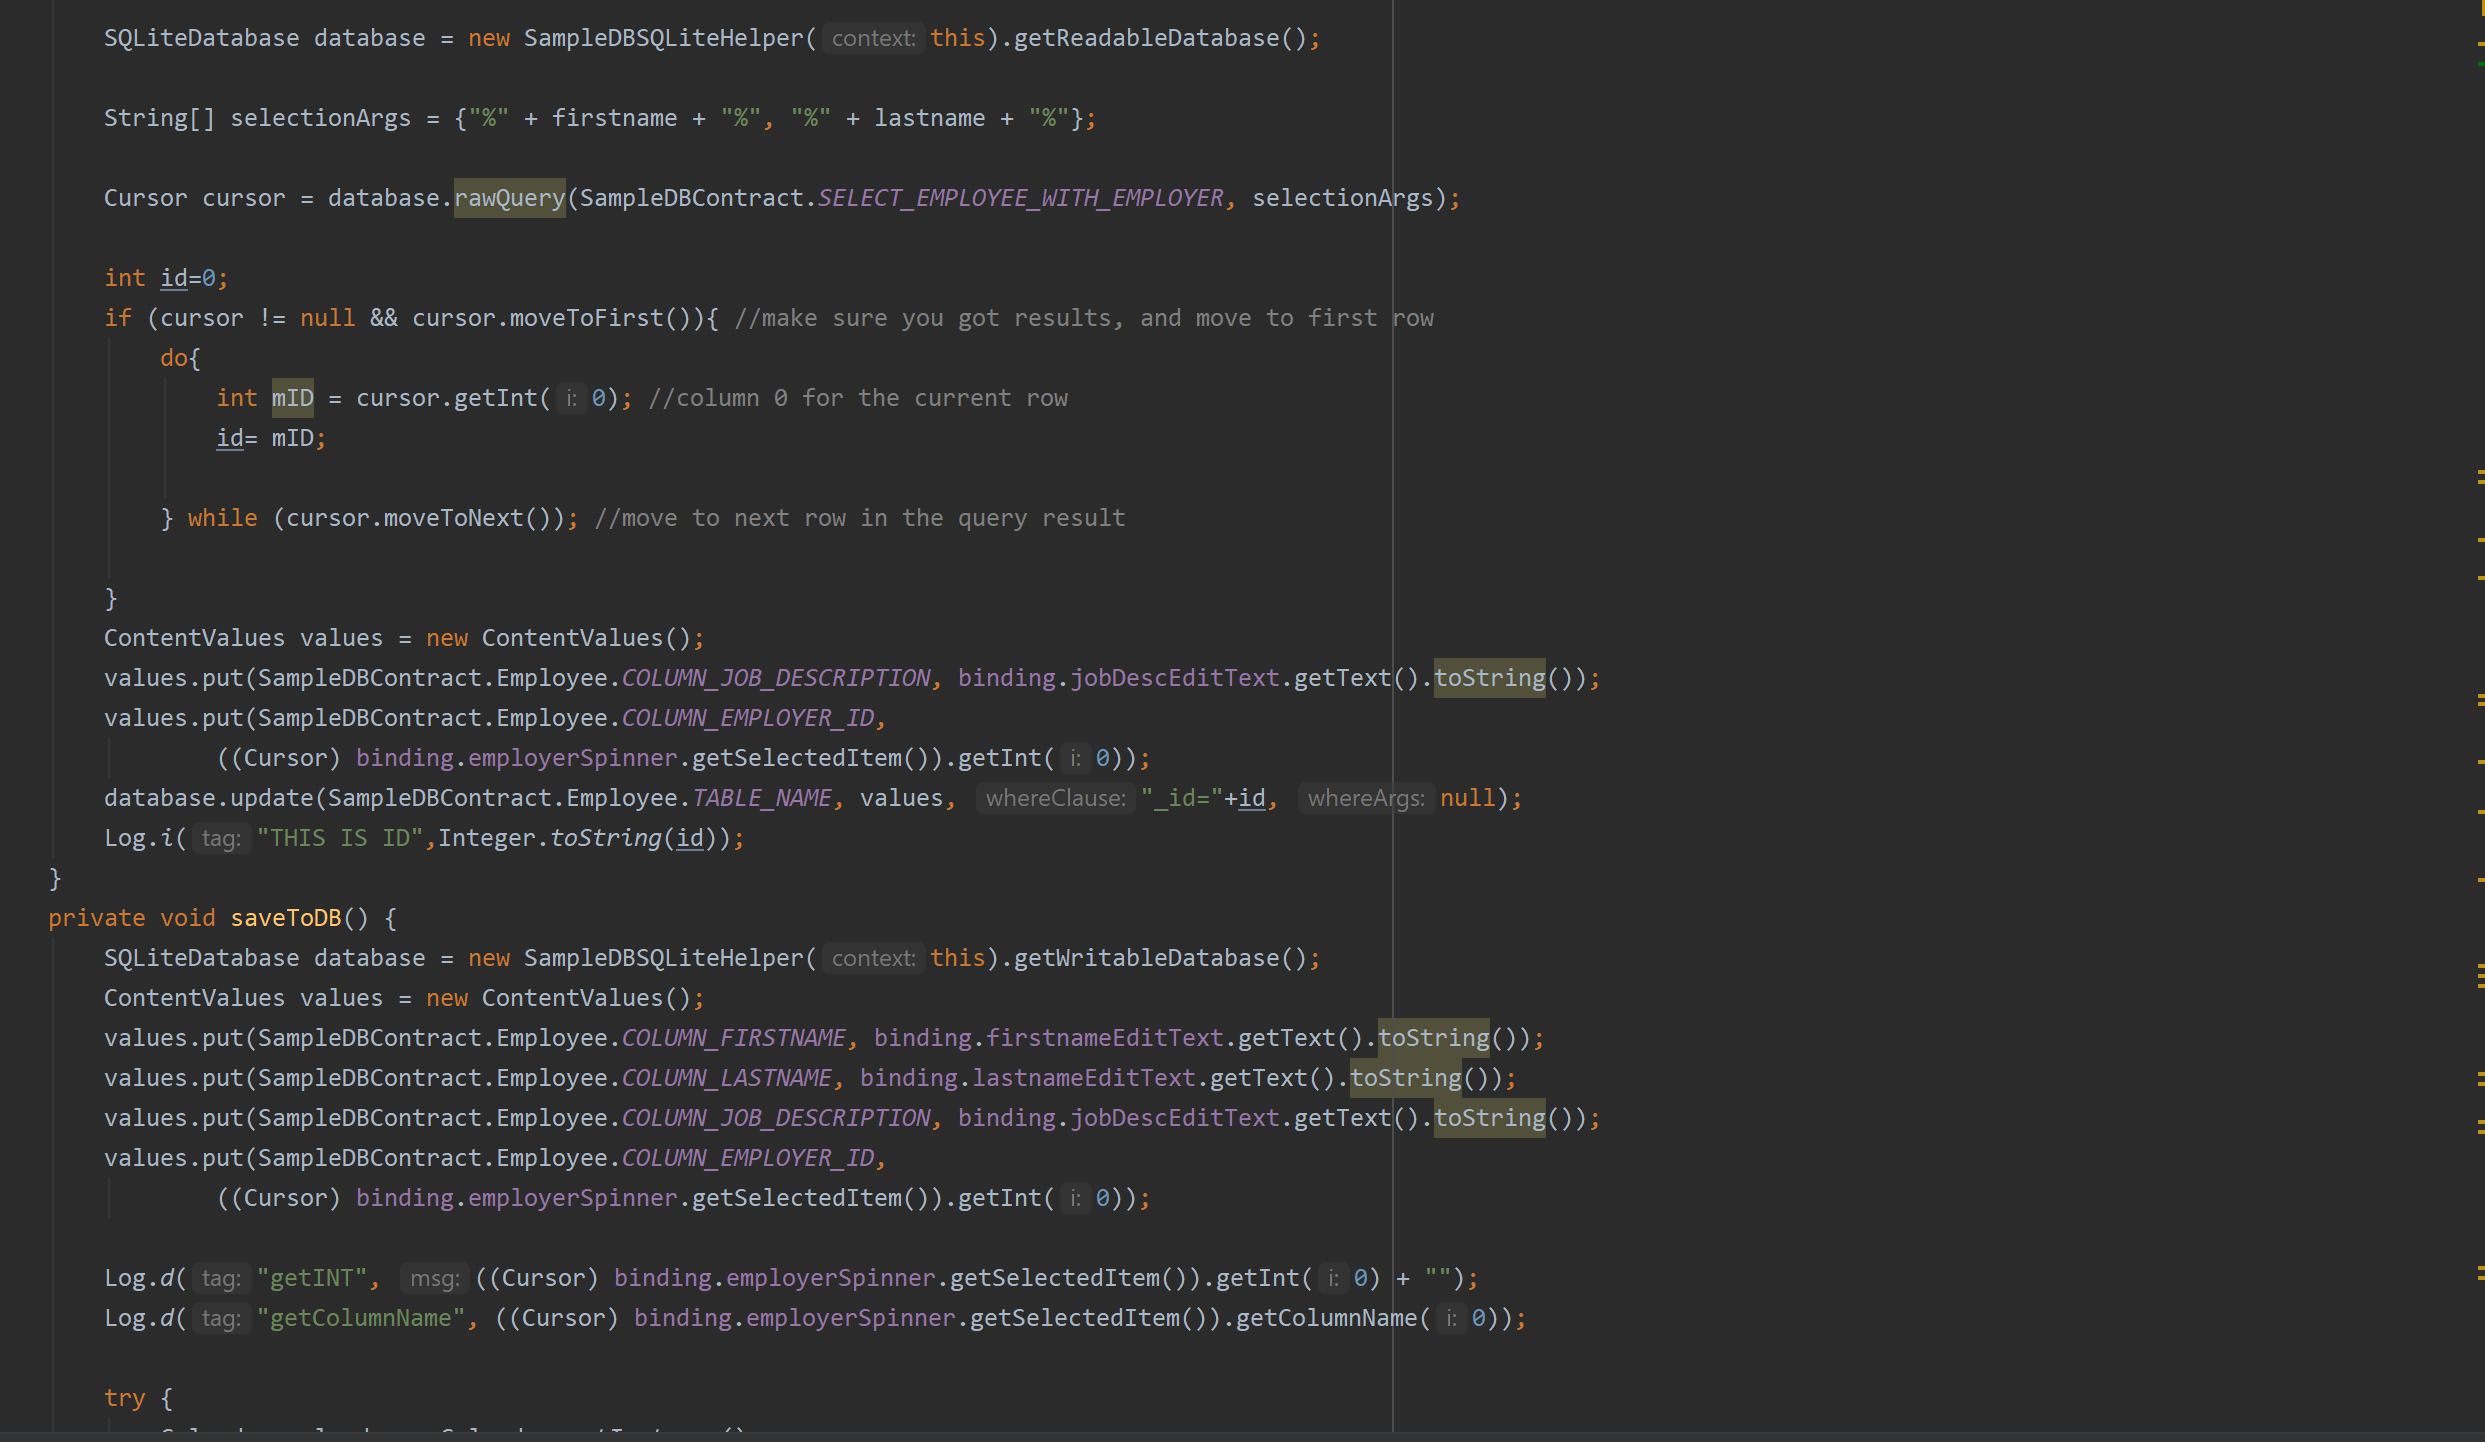 SQLiteDatabase database = new SampleDBSQLiteHelper( context: this).getReadableDatabase();
String[] selectionArgs = {"%" + firstname + "%", "%" + lastname + "%"};
Cursor cursor = database.rawQuery(SampleDBContract.SELECT_EMPLOYEE_WITH_EMPLOYER, selectionArgs);
int id=0;
if (cursor != null && cursor.moveToFirst()){ //make sure you got results, and move to first row
do{
int mID = cursor.getInt( i: 0); //column 0 for the current row
id= mID;
} while (cursor.moveToNext()); //move to next row in the query result
}
ContentValues values = new ContentValues();
values.put(SampleDBContract.Employee.COLUMN_JOB_DESCRIPTION, binding.jobDescEditText.getText().toString());
values.put(SampleDBContract.Employee.COLUMN_EMPLOYER_ID,
((Cursor) binding.employerSpinner.getSelectedItem()).getInt( i: 0));
database.update(SampleDBContract.Employee.TABLE_NAME, values, whereClause: "_id="+id, whereArgs: null);
Log.i( tag: "THIS IS ID",Integer.toString(id));
}
private void saveToDB() {
SQLiteDatabase database = new SampleDBSQLiteHelper( context: this).getWritableDatabase();
ContentValues values = new ContentValues();
values.put(SampleDBContract.Employee.COLUMN_FIRSTNAME, binding.firstnameEditText.getText().toString());
values.put(SampleDBContract.Employee.COLUMN_LASTNAME, binding.lastnameEditText.getText().toString());
values.put(SampleDBContract.Employee.COLUMN_JOB_DESCRIPTION, binding.jobDescEditText.getText().toString());
values.put(SampleDBContract.Employee.COLUMN_EMPLOYER_ID,
((Cursor) binding.employerSpinner.getSelectedItem()).getInt( i: 0));
Log.d( tag: "getINT", msg: ((Cursor) binding.employerSpinner.getSelectedItem()).getInt( i: 0) + "");
Log.d( tag: "getColumnName", ((Cursor) binding.employerSpinner.getSelectedItem()).getColumnName( i: 0));
try {